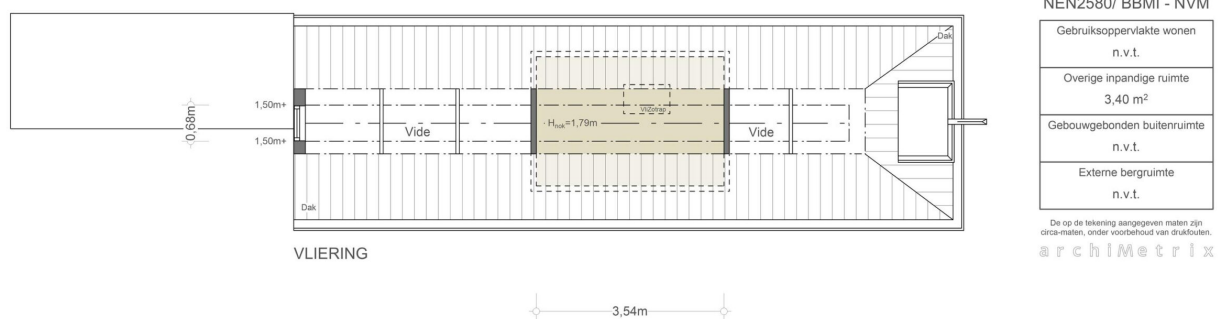 NEN2580/ BBMI - NVM
Gebruiksoppervlakte wonen
n.v.t.
Overige inpandige ruimte
3,40 m²
Gebouwgebonden buitenruimte
n.v.t.
Externe bergruimte
n.v.t.
De op de tekening aangegeven maten zijn
circa-maten, onder voorbehoud van drukfouten.
archiMetrix
Dak
1,50m+
0,68m
Vide
Hnok=1,79m
Vlizotrap
Vide
1,50m+
Dak
VLIERING
3,54m